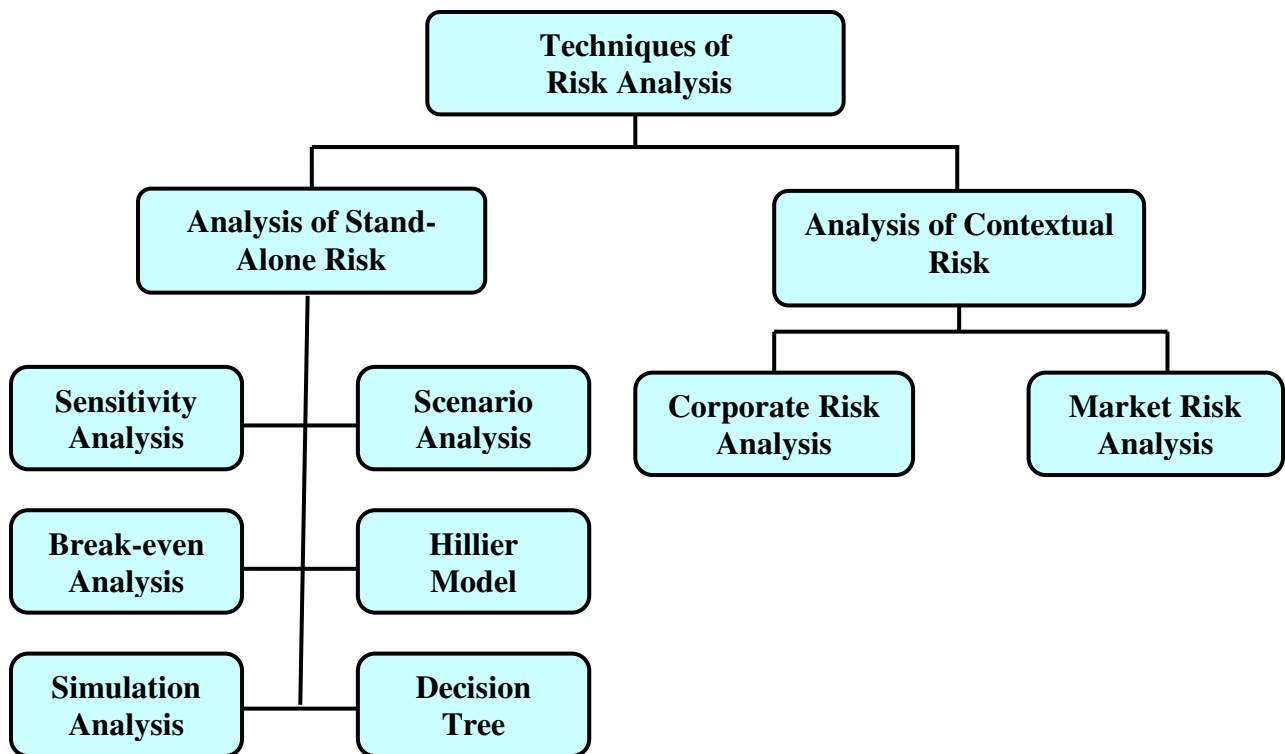 Techniques of
Risk Analysis
Analysis of Stand-
Alone Risk
Analysis of Contextual
Risk
Sensitivity
Analysis
Scenario
Analysis
Corporate Risk
Analysis
Market Risk
Analysis
Break-even
Analysis
Hillier
Model
Simulation
Analysis
Decision
Tree